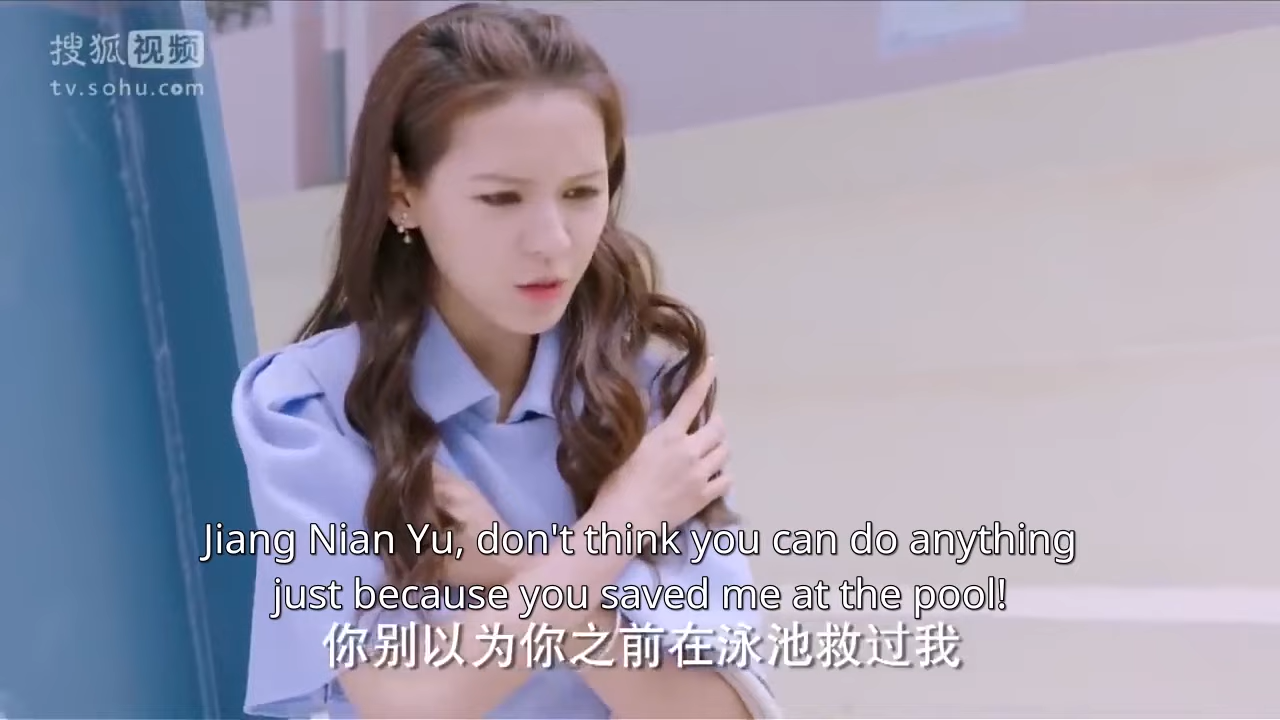 搜狐视频
tv.sohu.com
Jiang Nian Yu, don't think you can do anything
just because you saved me at the pool!
你别以为你之前在泳池救过我